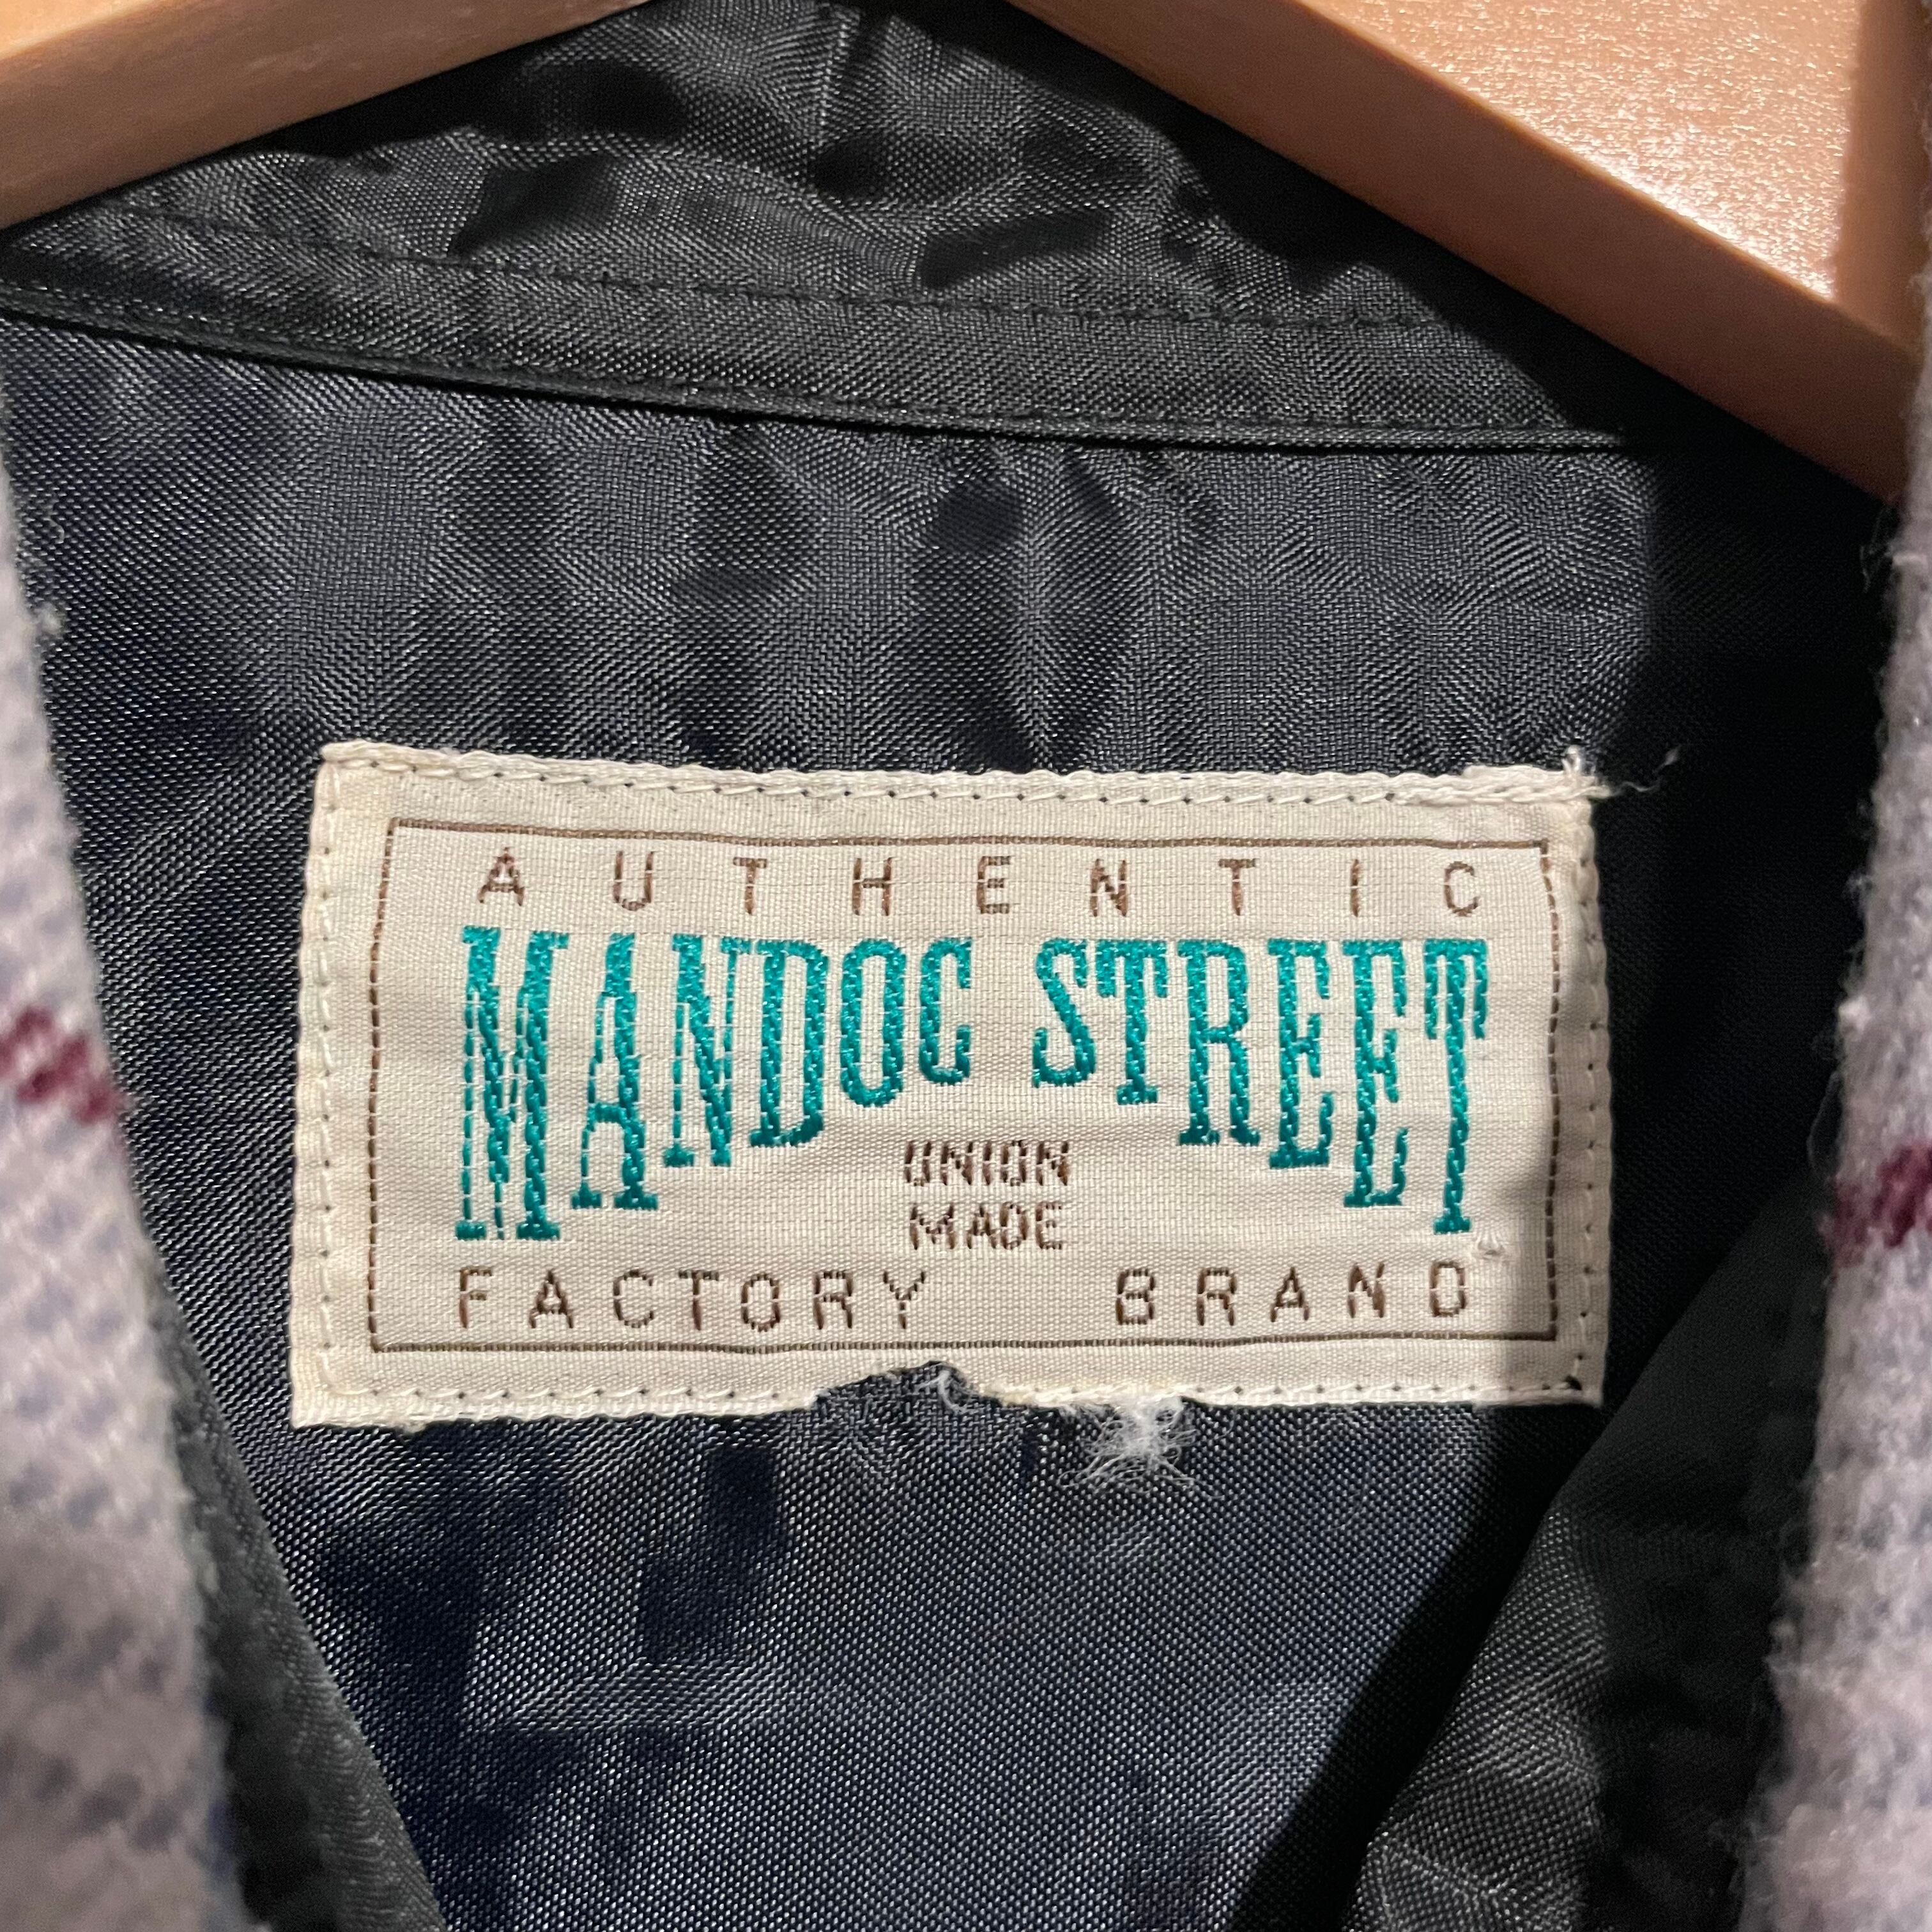 AUTHENTIC
MANDOC STREET
UNION
MADE
FACTORY BRAND